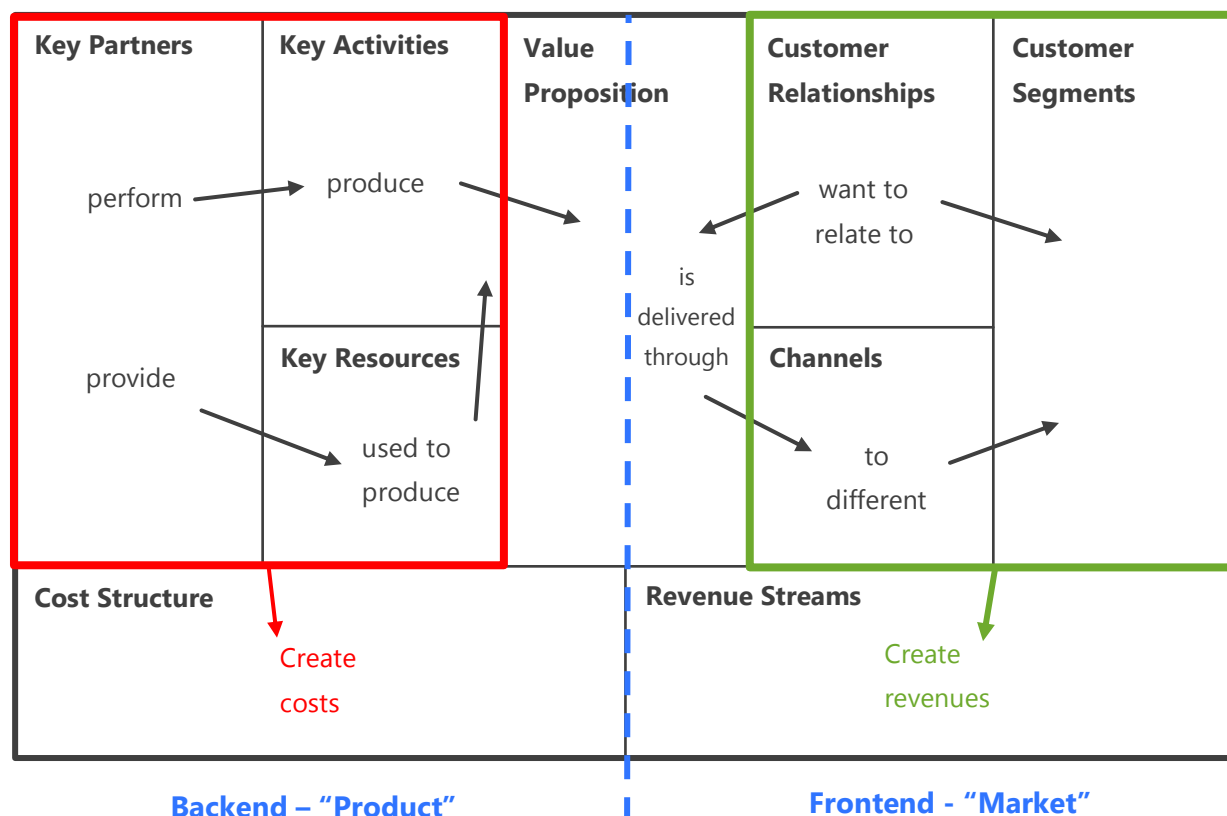 Key Partners
perform
provide
Key Activities
produce
Key Resources
used to
produce
Value
Proposition
is
delivered
through
Customer
Relationships
want to
relate to
Channels
to
different
Customer
Segments
Cost Structure
Create
costs
Revenue Streams
Create
revenues
Backend – “Product”
Frontend - “Market”